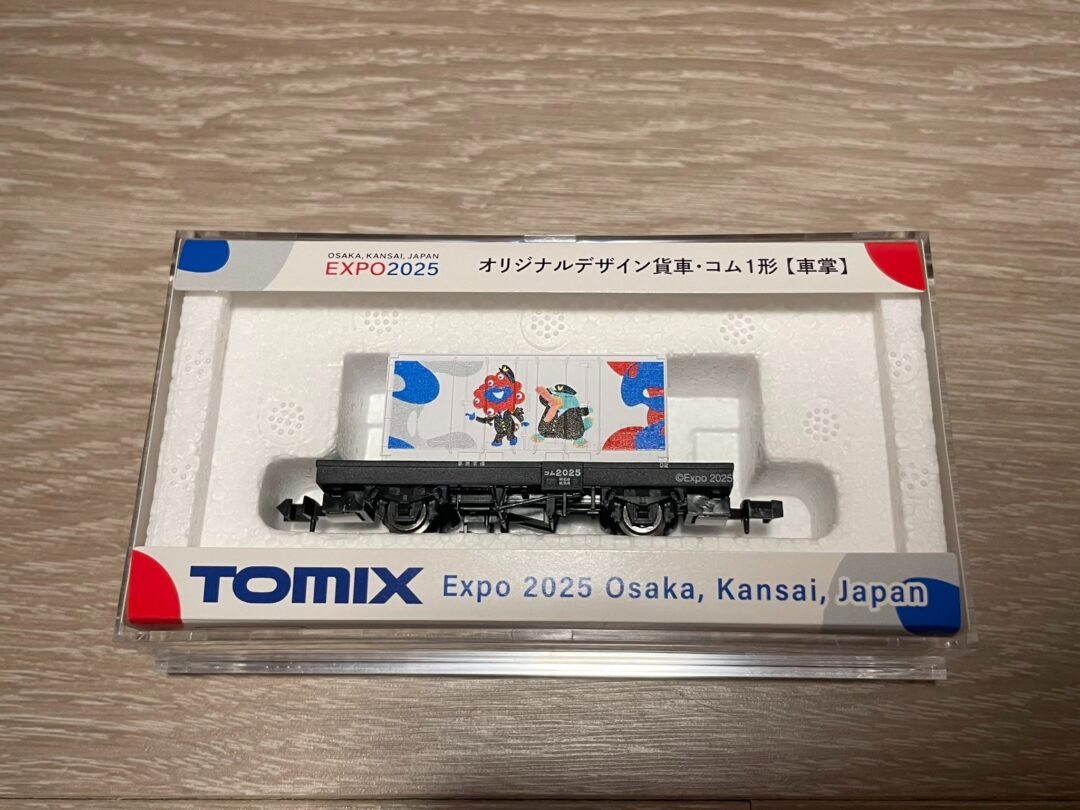 OSAKA, KANSAI, JAPAN
EXPO2025
オリジナルデザイン貨車・コム1形【車掌】
コム2025
©Expo 2025
TOMIX
Expo 2025 Osaka, Kansai, Japan